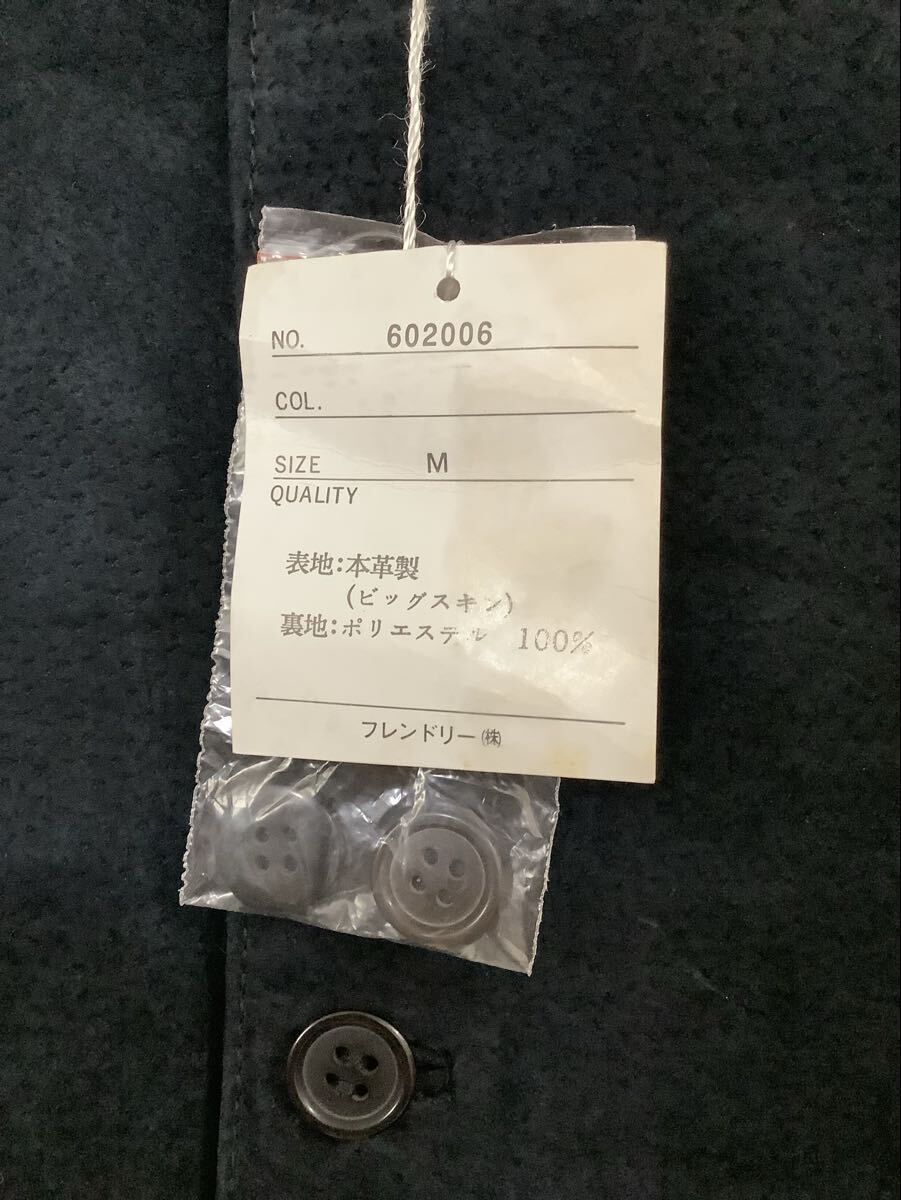 NO. 602006
COL.
SIZE M
QUALITY
表地:本革製
(ビッグスキン)
裏地:ポリエステル 100%
フレンドリー㈱